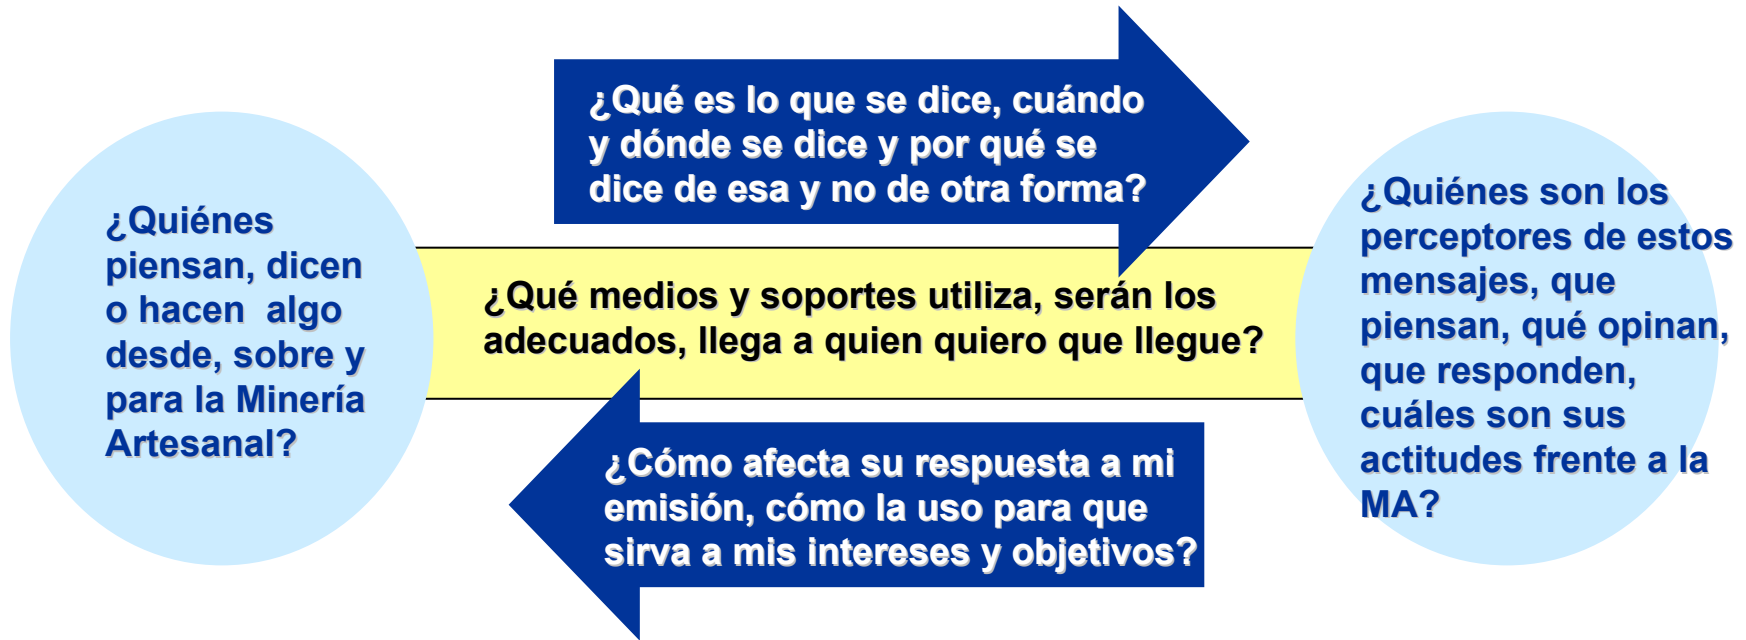 ¿Quiénes
piensan, dicen
o hacen  algo
desde, sobre y
para la Minería
Artesanal?
¿Qué es lo que se dice, cuándo
y dónde se dice y por qué se
dice de esa y no de otra forma?
¿Qué medios y soportes utiliza, serán los
adecuados, llega a quien quiero que llegue?
¿Cómo afecta su respuesta a mi
emisión, cómo la uso para que
sirva a mis intereses y objetivos?
¿Quiénes son los
perceptores de estos
mensajes, que
piensan, qué opinan,
que responden,
cuáles son sus
actitudes frente a la
MA?